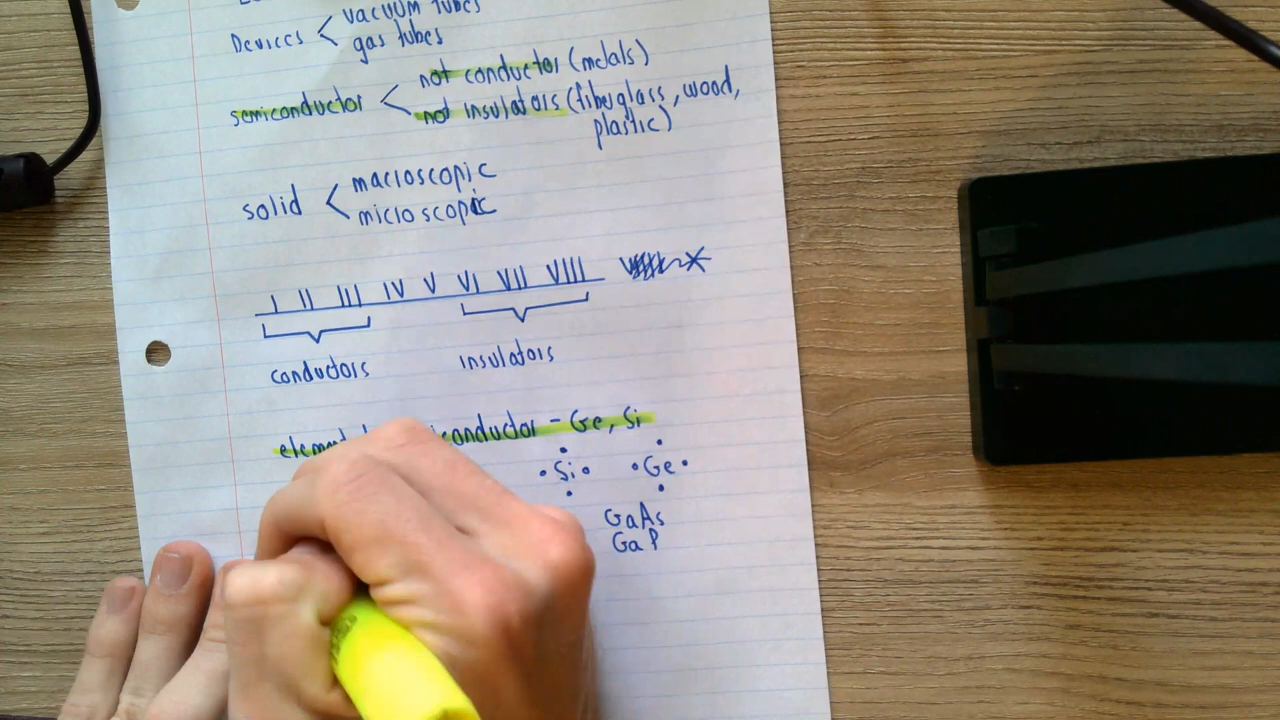 Devices < vacuum tubes
gas tubes
semiconductor < not conductor (metals)
not insulators (fiberglass, wood,
plastic)
solid < macroscopic
microscopic
I II III IV V VI VII VIII
conductors insulators
- Ge, Si
Si Ge
GaAs
GaP